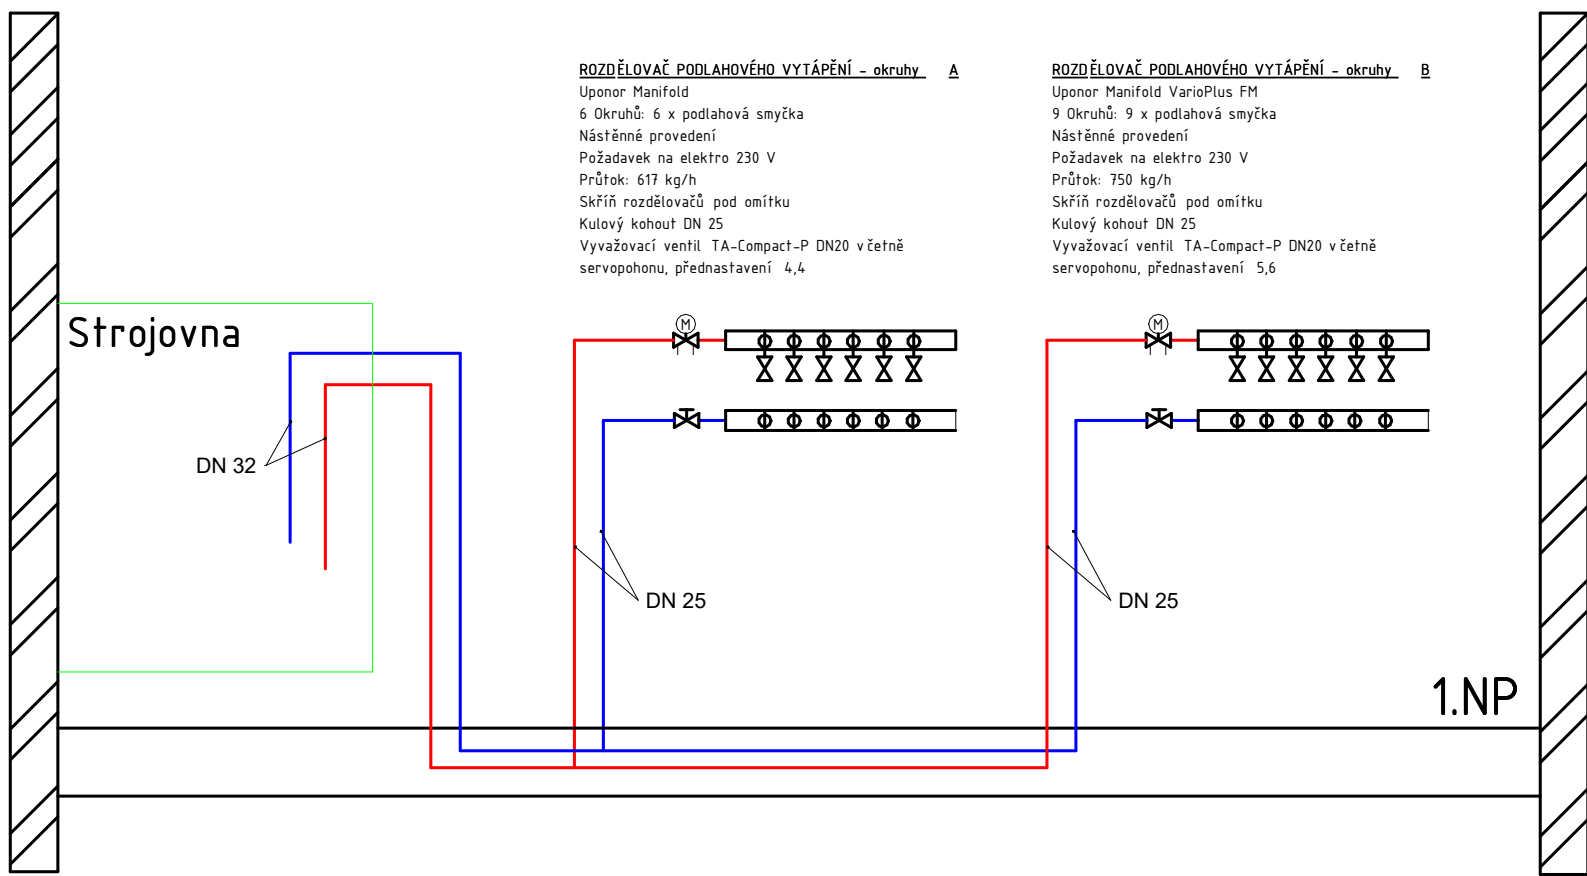 ROZDĚLOVAČ PODLAHOVÉHO VYTÁPĚNÍ - okruhy A
Uponor Manifold
6 Okruhů: 6 x podlahová smyčka
Nástěnné provedení
Požadavek na elektro 230 V
Průtok: 617 kg/h
Skříň rozdělovačů pod omítku
Kulový kohout DN 25
Vyvažovací ventil TA-Compact-P DN20 včetně
servopohonu, přednastavení 4,4
ROZDĚLOVAČ PODLAHOVÉHO VYTÁPĚNÍ - okruhy B
Uponor Manifold VarioPlus FM
9 Okruhů: 9 x podlahová smyčka
Nástěnné provedení
Požadavek na elektro 230 V
Průtok: 750 kg/h
Skříň rozdělovačů pod omítku
Kulový kohout DN 25
Vyvažovací ventil TA-Compact-P DN20 včetně
servopohonu, přednastavení 5,6
Strojovna
M
M
DN 32
DN 25
DN 25
1.NP